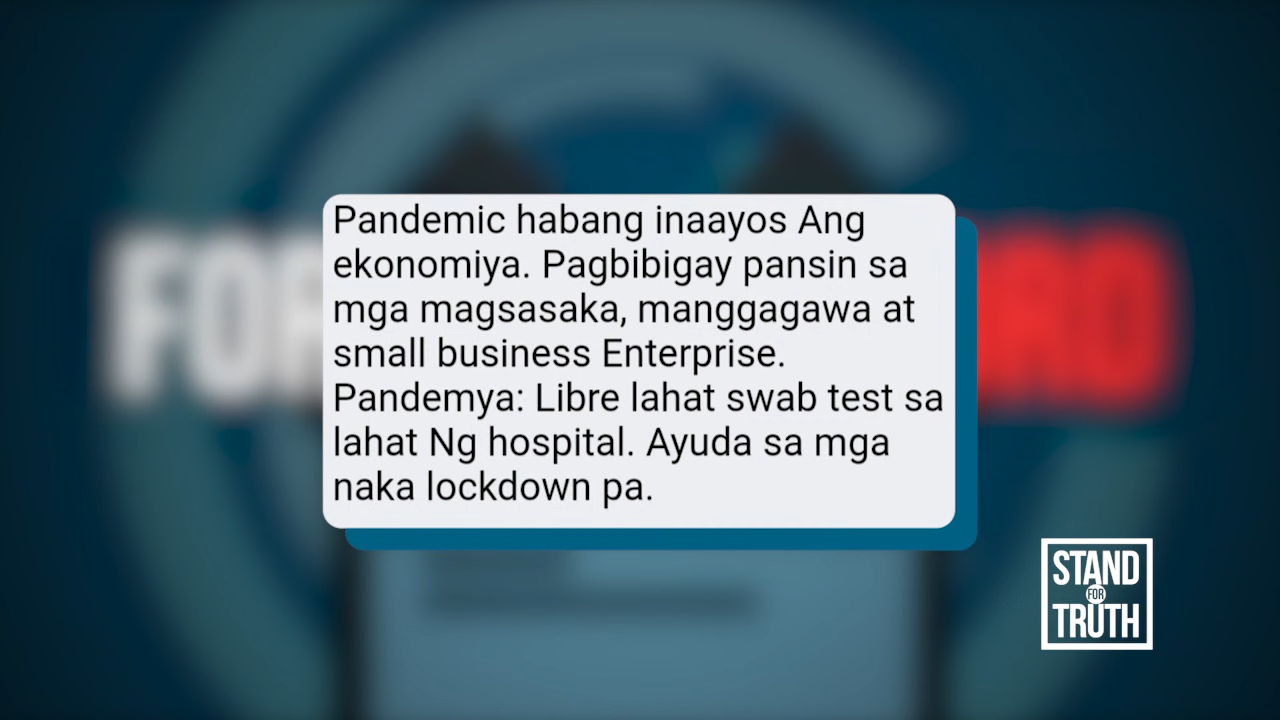 Pandemic habang inaayos Ang
ekonomiya. Pagbibigay pansin sa
mga magsasaka, manggagawa at
small business Enterprise.
Pandemya: Libre lahat swab test sa
lahat Ng hospital. Ayuda sa mga
naka lockdown pa.
STAND
FOR
TRUTH